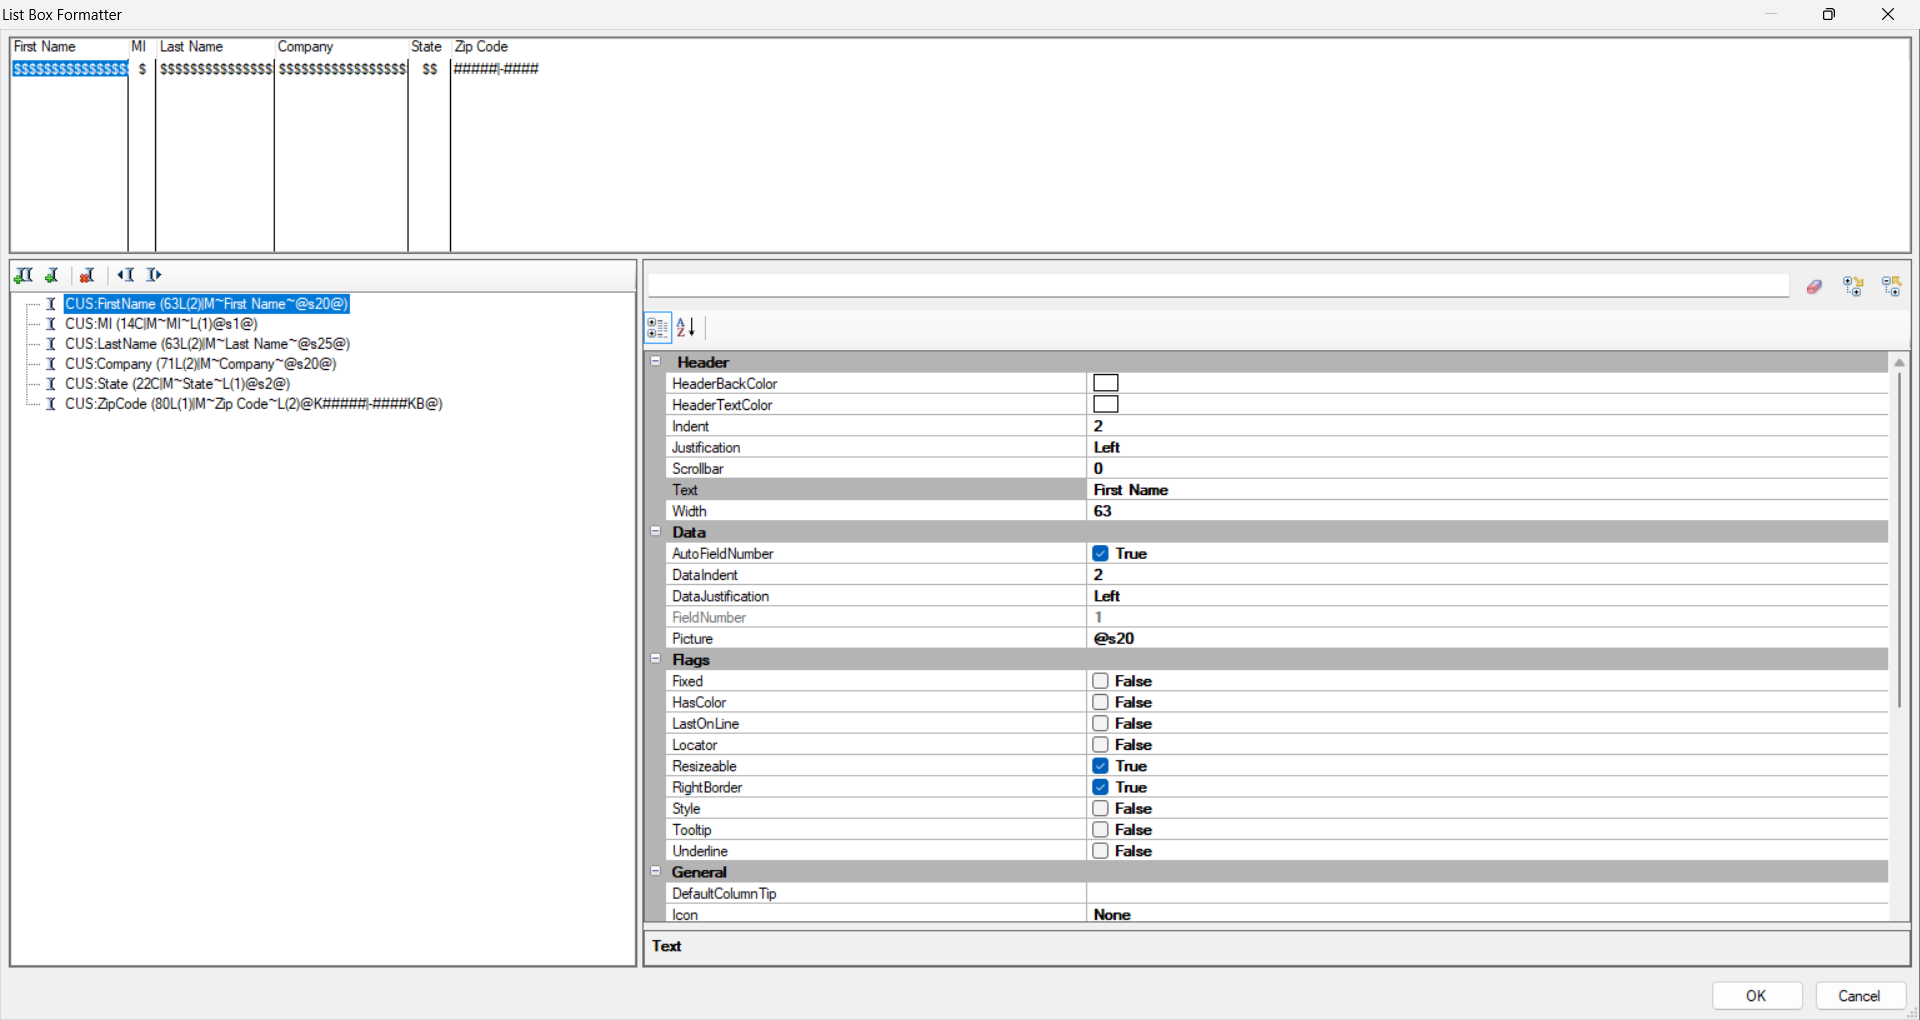 List Box Formatter
First Name MI Last Name Company State Zip Code
$$$$$$$$$$$$$$$ $ $$$$$$$$$$$$$$$ $$$$$$$$$$$$$$$$$ $$ #####|-####
CUS:FirstName (63L(2)|M~First Name~@s20@)
CUS:MI (14C|M~MI~L(1)@s1@)
CUS:LastName (63L(2)|M~Last Name~@s25@)
CUS:Company (71L(2)|M~Company~@s20@)
CUS:State (22C|M~State~L(1)@s2@)
CUS:ZipCode (80L(1)|M~Zip Code~L(2)@K#####|-####KB@)
Header
HeaderBackColor
HeaderTextColor
Indent 2
Justification Left
Scrollbar 0
Text First Name
Width 63
Data
AutoFieldNumber True
DataIndent 2
DataJustification Left
FieldNumber 1
Picture @s20
Flags
Fixed False
HasColor False
LastOnLine False
Locator False
Resizeable True
RightBorder True
Style False
Tooltip False
Underline False
General
DefaultColumnTip
Icon None
Text
OK Cancel